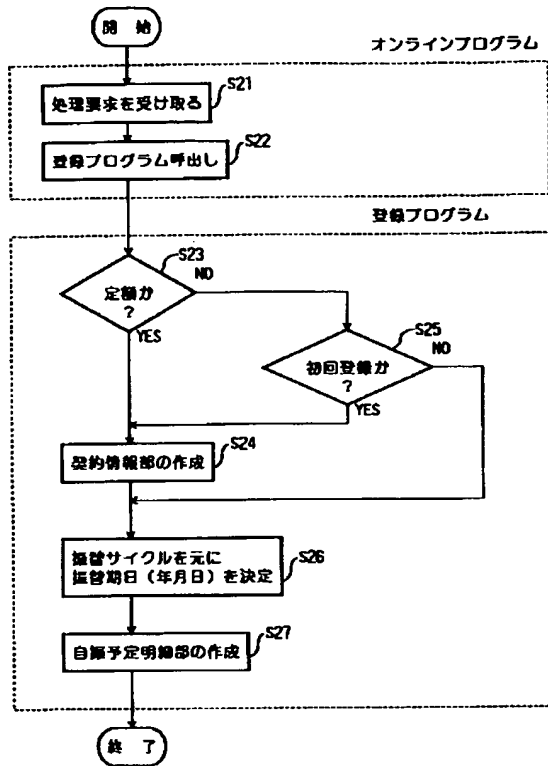 開 始
オンラインプログラム
S21
処理要求を受け取る
S22
登録プログラム呼出し
登録プログラム
S23
定額か
?
NO
YES
S25
初回登録か
?
NO
YES
S24
契約情報部の作成
振替サイクルを元に
振替期日(年月日)を決定
S26
S27
自振予定明細部の作成
終 了